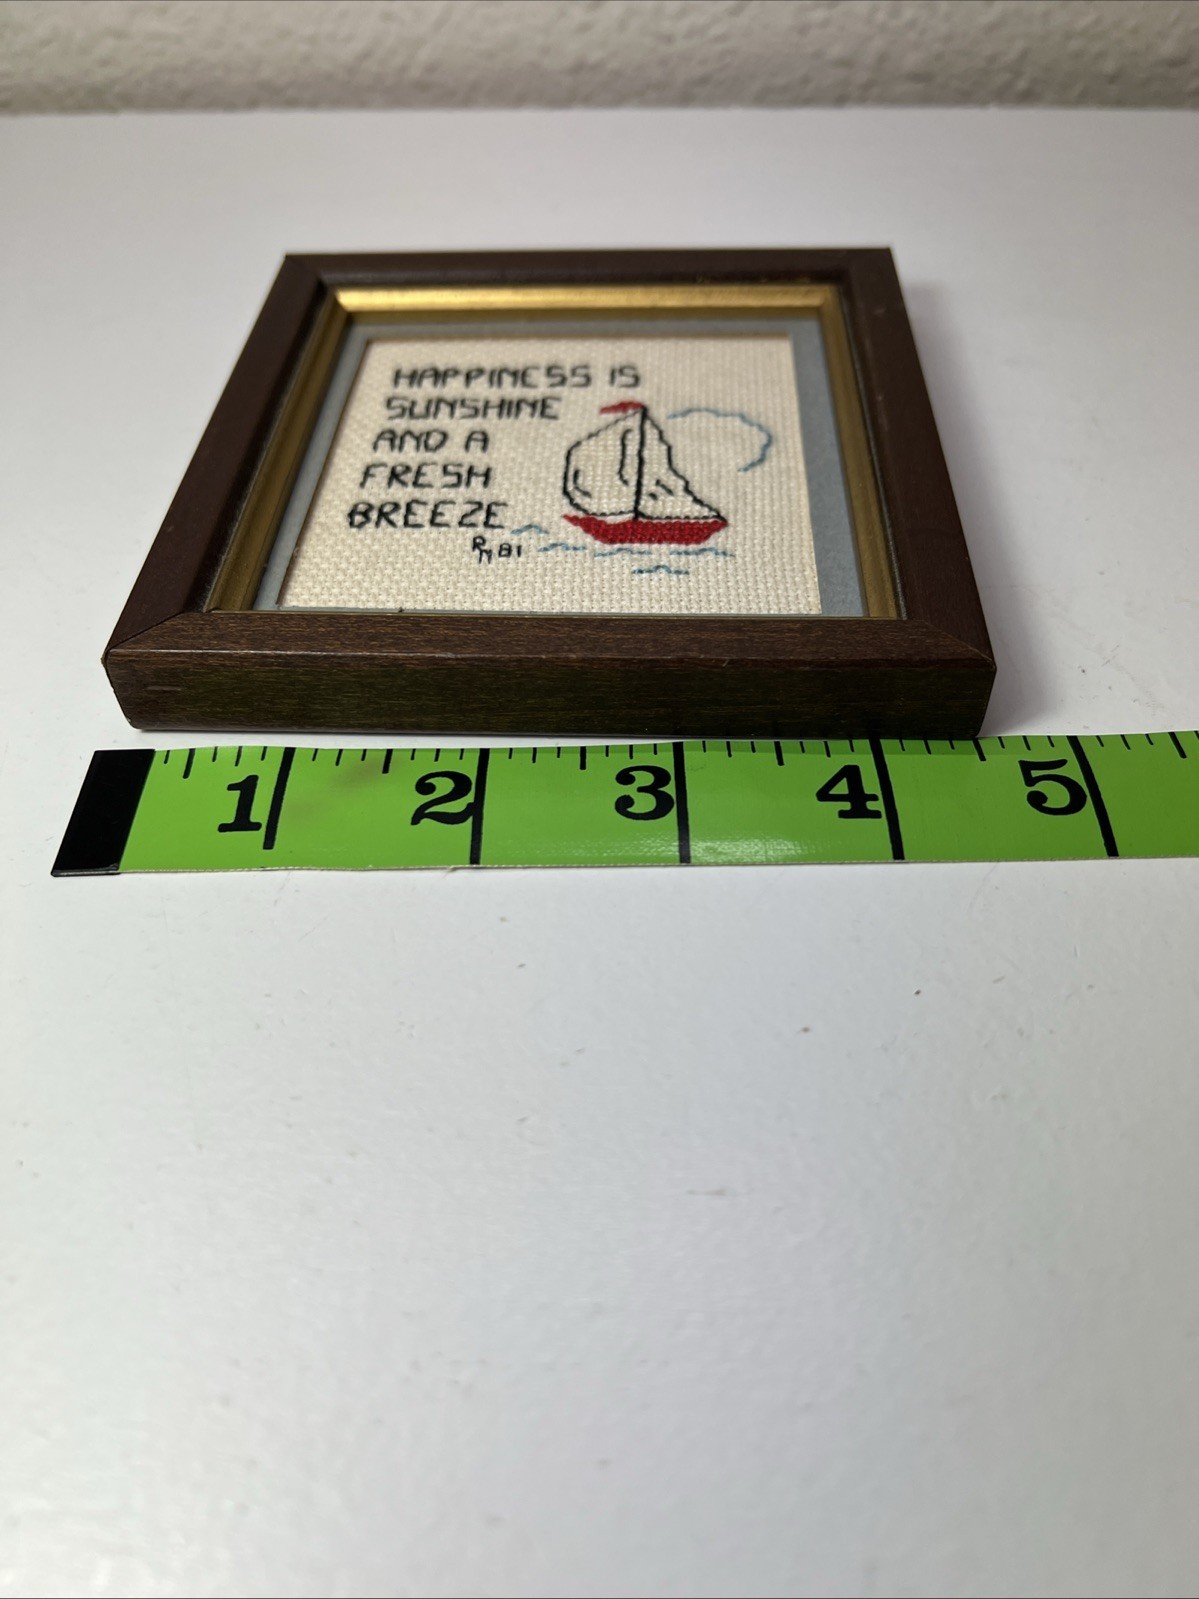 HAPPINESS IS
SUNSHINE
AND A
FRESH
BREEZE
RM 81
1 2 3 4 5